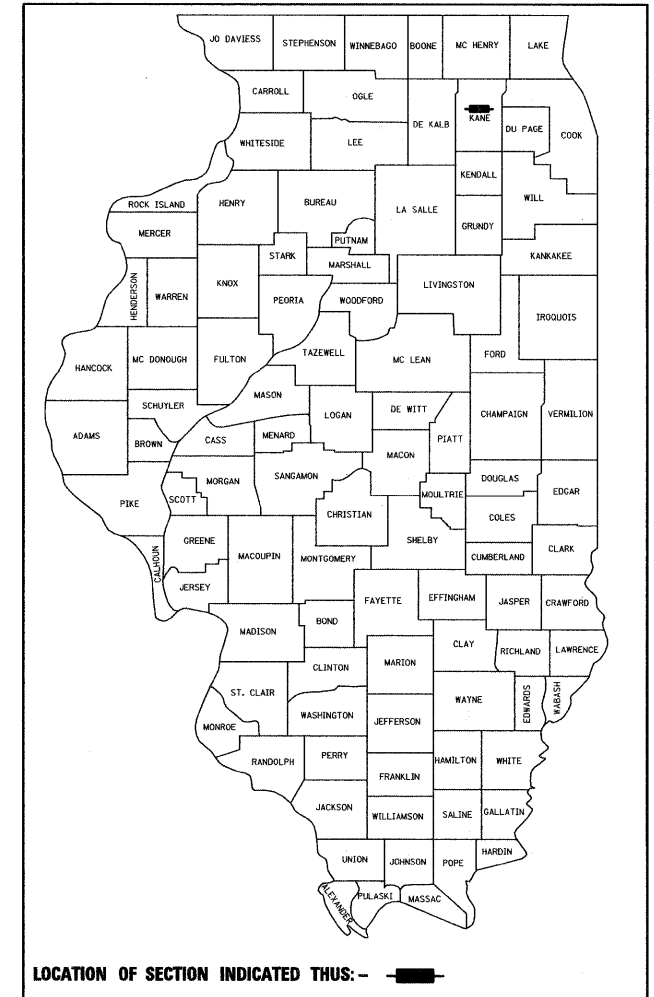 JO DAVIESS
STEPHENSON
WINNEBAGO
BOONE
MC HENRY
LAKE
CARROLL
OGLE
DE KALB
KANE
DU PAGE
COOK
WHITESIDE
LEE
KENDALL
WILL
ROCK ISLAND
HENRY
BUREAU
LA SALLE
GRUNDY
MERCER
PUTNAM
STARK
MARSHALL
KANKAKEE
HENDERSON
WARREN
KNOX
PEORIA
WOODFORD
LIVINGSTON
IROQUOIS
HANCOCK
MC DONOUGH
FULTON
TAZEWELL
MC LEAN
FORD
SCHUYLER
MASON
LOGAN
DE WITT
CHAMPAIGN
VERMILION
ADAMS
BROWN
CASS
MENARD
PIATT
MACON
SANGAMON
MORGAN
SCOTT
PIKE
DOUGLAS
MOULTRIE
EDGAR
CHRISTIAN
COLES
GREENE
MACOUPIN
MONTGOMERY
SHELBY
CUMBERLAND
CLARK
CALHOUN
JERSEY
FAYETTE
EFFINGHAM
JASPER
CRAWFORD
MADISON
BOND
CLAY
RICHLAND
LAWRENCE
CLINTON
MARION
ST. CLAIR
WAYNE
EDWARDS
WABASH
WASHINGTON
JEFFERSON
MONROE
RANDOLPH
PERRY
HAMILTON
WHITE
FRANKLIN
JACKSON
WILLIAMSON
SALINE
GALLATIN
UNION
JOHNSON
POPE
HARDIN
ALEXANDER
PULASKI
MASSAC
LOCATION OF SECTION INDICATED THUS: -